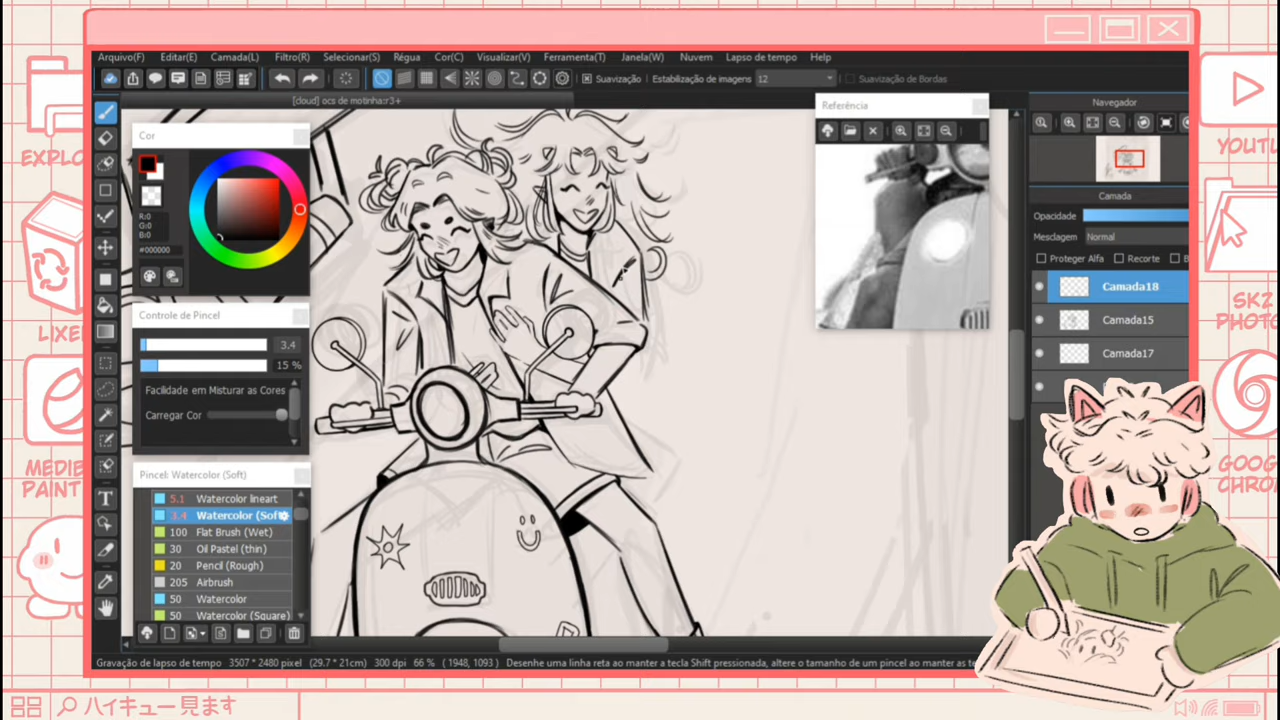 Arquivo(F) Editar(E) Camada(L) Filtro(R) Selecionar(S) Régua Cor(C) Visualizar(V) Ferramenta(T) Janela(W) Nuvem Lapso de tempo Help
Suavização Estabilização de imagens 12 Suavização de Bordas
[cloud] ocs de motinha:r3+
Cor
R:0
G:0
B:0
#000000
Controle de Pincel
3.4
15 %
Facilidade em Misturar as Cores
Carregar Cor
Pincel: Watercolor (Soft)
5.1 Watercolor lineart
3.4 Watercolor (Soft
100 Flat Brush (Wet)
30 Oil Pastel (thin)
20 Pencil (Rough)
205 Airbrush
50 Watercolor
50 Watercolor (Square)
Referência
Navegador
Camada
Opacidade
Mesclagem Normal
Proteger Alfa Recorte B
Camada18
Camada15
Camada17
Gravação de lapso de tempo 3507 * 2480 pixel (29.7 * 21cm) 300 dpi 66 % ( 1948, 1093 ) Desenhe uma linha reta ao manter a tecla Shift pressionada, altere o tamanho de um pincel ao manter as te
EXPLO
LIXE
MEDIE
PAINT
YOUTU
SK2
PHOTO
GOOG
CHRO
ハイキュー見ます